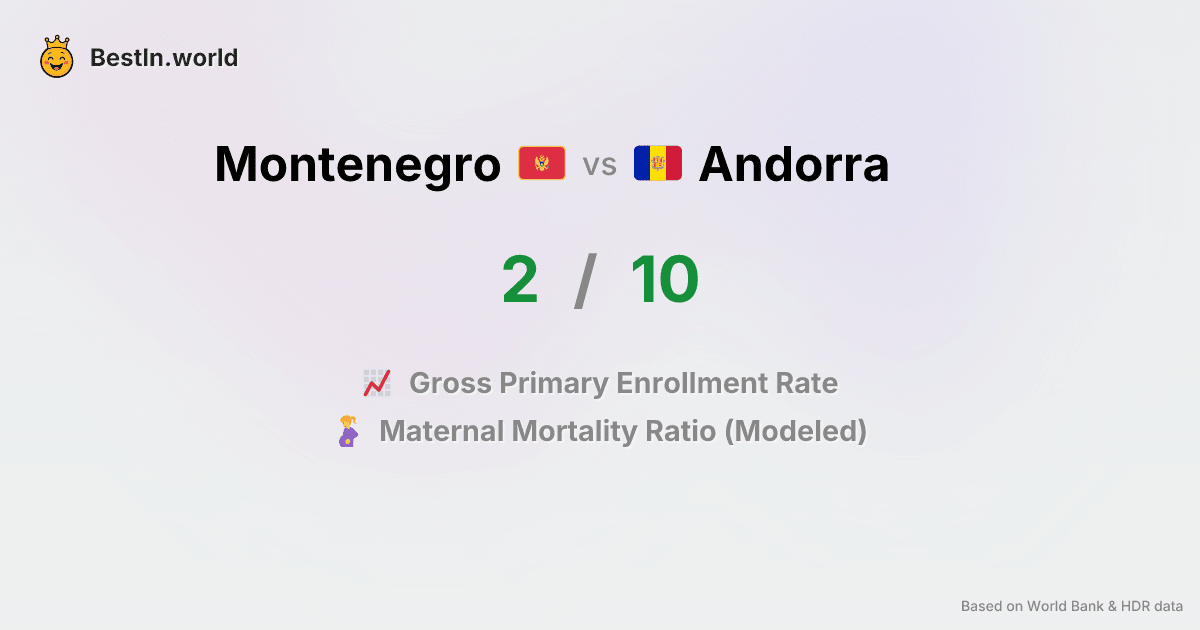 BestIn.world
Montenegro vs Andorra
2 / 10
Gross Primary Enrollment Rate
Maternal Mortality Ratio (Modeled)
Based on World Bank & HDR data